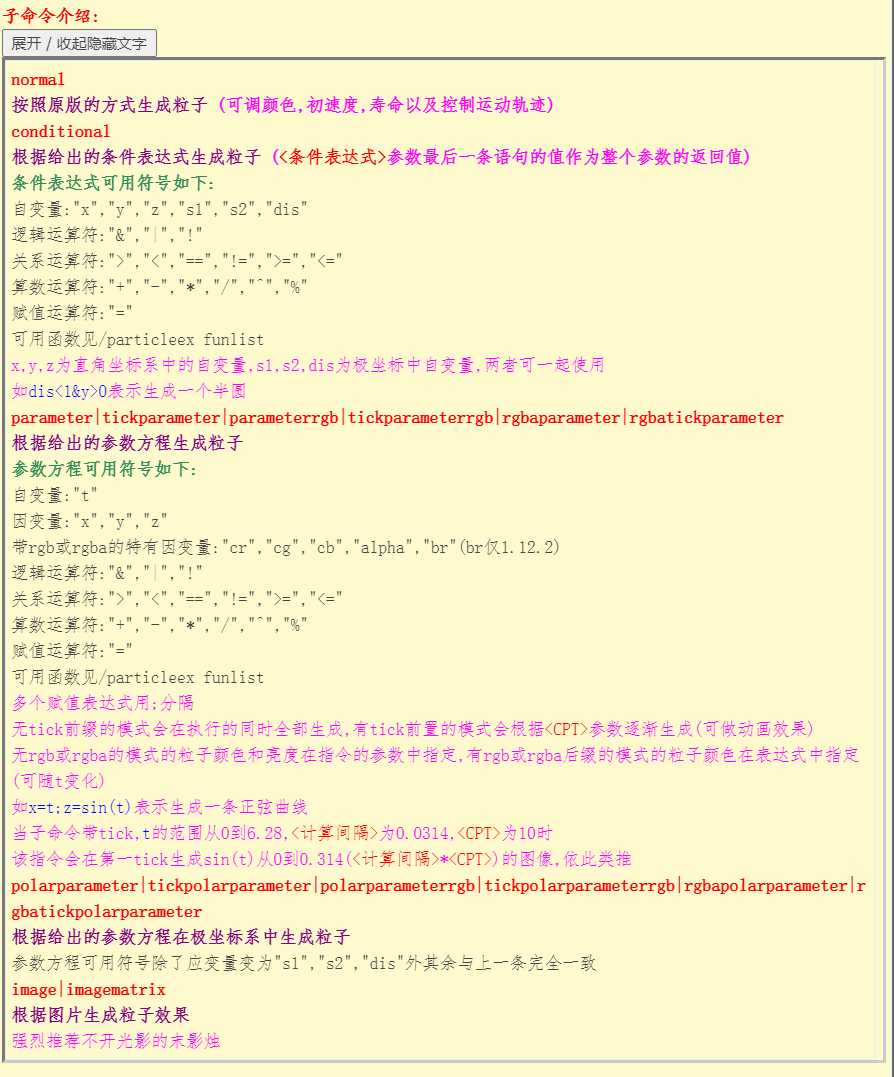 子命令介绍:
展开 / 收起隐藏文字
normal
按照原版的方式生成粒子 (可调颜色,初速度,寿命以及控制运动轨迹)
conditional
根据给出的条件表达式生成粒子 (<条件表达式>参数最后一条语句的值作为整个参数的返回值)
条件表达式可用符号如下:
自变量:"x","y","z","s1","s2","dis"
逻辑运算符:"&","|","!"
关系运算符:">","<","==","!=",">=","<="
算数运算符:"+","-","*","/","^","%"
赋值运算符:"="
可用函数见/particleex funlist
x,y,z为直角坐标系中的自变量,s1,s2,dis为极坐标中自变量,两者可一起使用
如dis<1&y>0表示生成一个半圆
parameter|tickparameter|parameterrgb|tickparameterrgb|rgbaparameter|rgbatickparameter
根据给出的参数方程生成粒子
参数方程可用符号如下:
自变量:"t"
因变量:"x","y","z"
带rgb或rgba的特有因变量:"cr","cg","cb","alpha","br"(br仅1.12.2)
逻辑运算符:"&","|","!"
关系运算符:">","<","==","!=",">=","<="
算数运算符:"+","-","*","/","^","%"
赋值运算符:"="
可用函数见/particleex funlist
多个赋值表达式用;分隔
无tick前缀的模式会在执行的同时全部生成,有tick前置的模式会根据<CPT>参数逐渐生成(可做动画效果)
无rgb或rgba的模式的粒子颜色和亮度在指令的参数中指定,有rgb或rgba后缀的模式的粒子颜色在表达式中指定
(可随t变化)
如x=t;z=sin(t)表示生成一条正弦曲线
当子命令带tick,t的范围从0到6.28,<计算间隔>为0.0314,<CPT>为10时
该指令会在第一tick生成sin(t)从0到0.314(<计算间隔>*<CPT>)的图像,依此类推
polarparameter|tickpolarparameter|polarparameterrgb|tickpolarparameterrgb|rgbapolarparameter|r
gbatickpolarparameter
根据给出的参数方程在极坐标系中生成粒子
参数方程可用符号除了应变量变为"s1","s2","dis"外其余与上一条完全一致
image|imagematrix
根据图片生成粒子效果
强烈推荐不开光影的末影烛